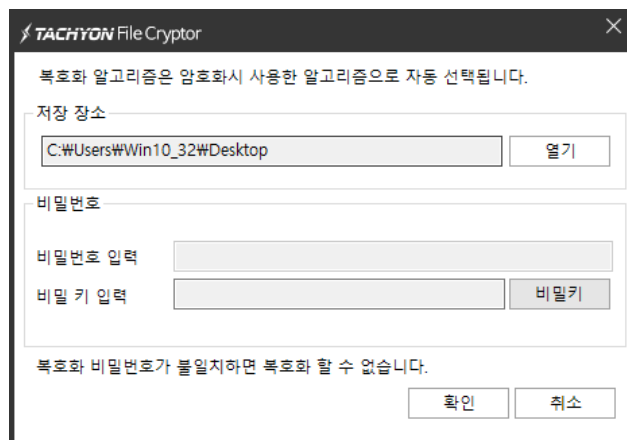 TACHYON File Cryptor
복호화 알고리즘은 암호화시 사용한 알고리즘으로 자동 선택됩니다.
저장 장소
C:₩Users₩Win10_32₩Desktop 열기
비밀번호
비밀번호 입력
비밀 키 입력 비밀키
복호화 비밀번호가 불일치하면 복호화 할 수 없습니다.
확인 취소